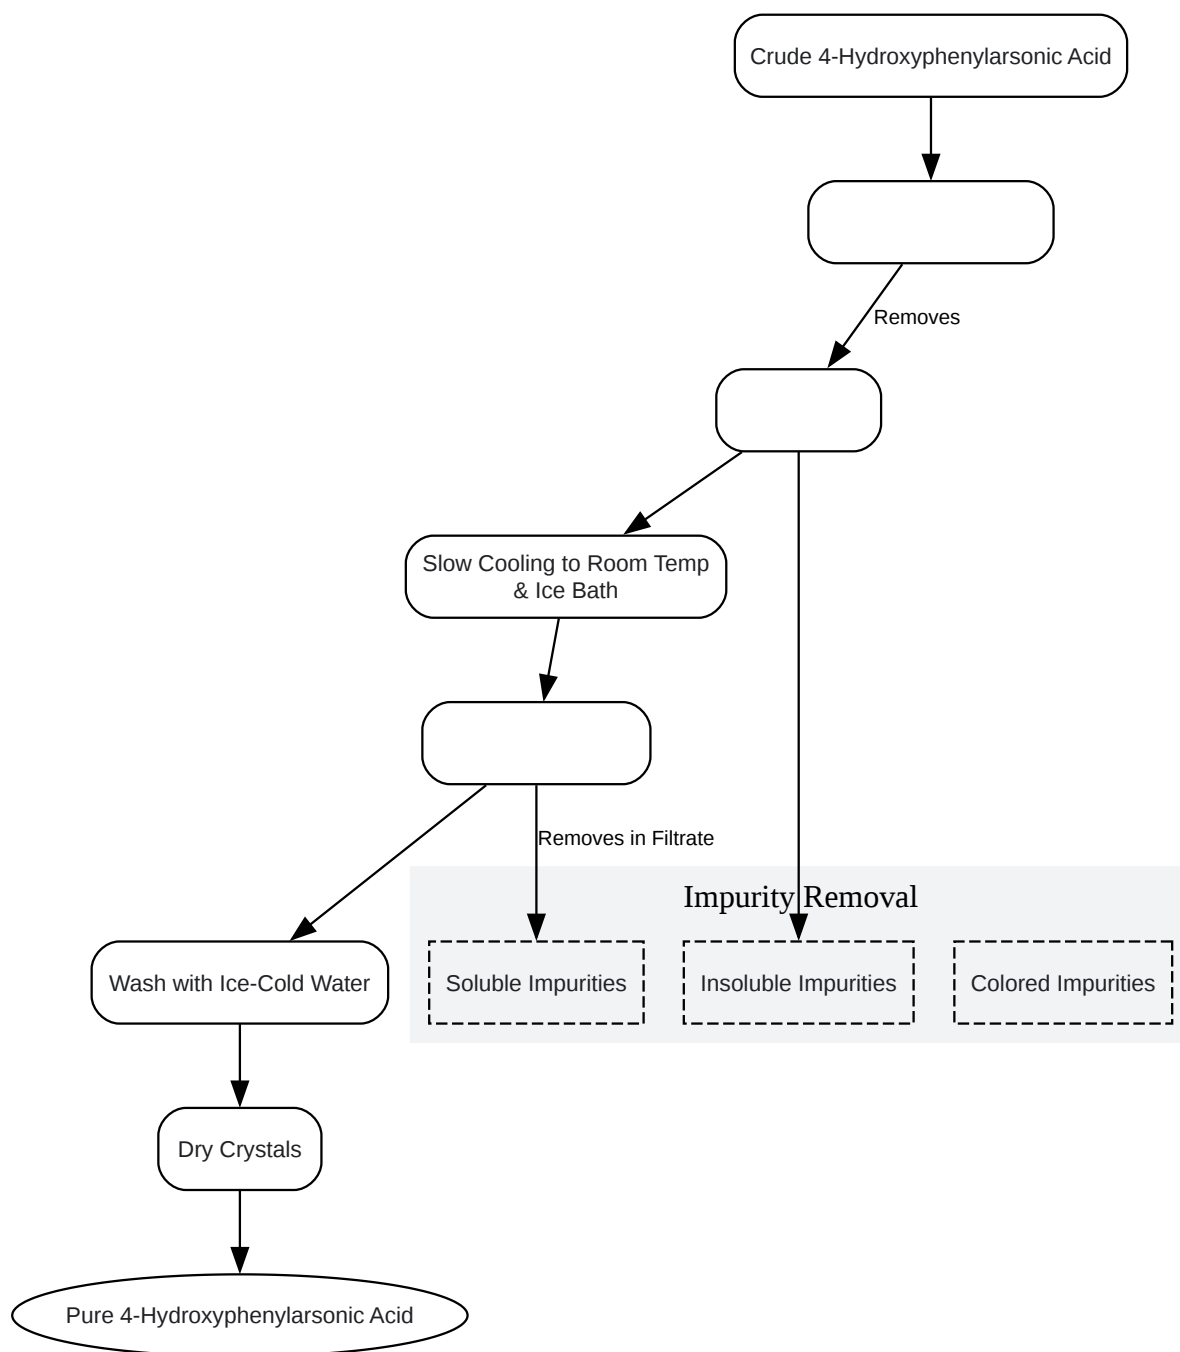 Crude 4-Hydroxyphenylarsonic Acid
Removes
Slow Cooling to Room Temp
& Ice Bath
Removes in Filtrate
Impurity Removal
Wash with Ice-Cold Water
Soluble Impurities
Insoluble Impurities
Colored Impurities
Dry Crystals
Pure 4-Hydroxyphenylarsonic Acid